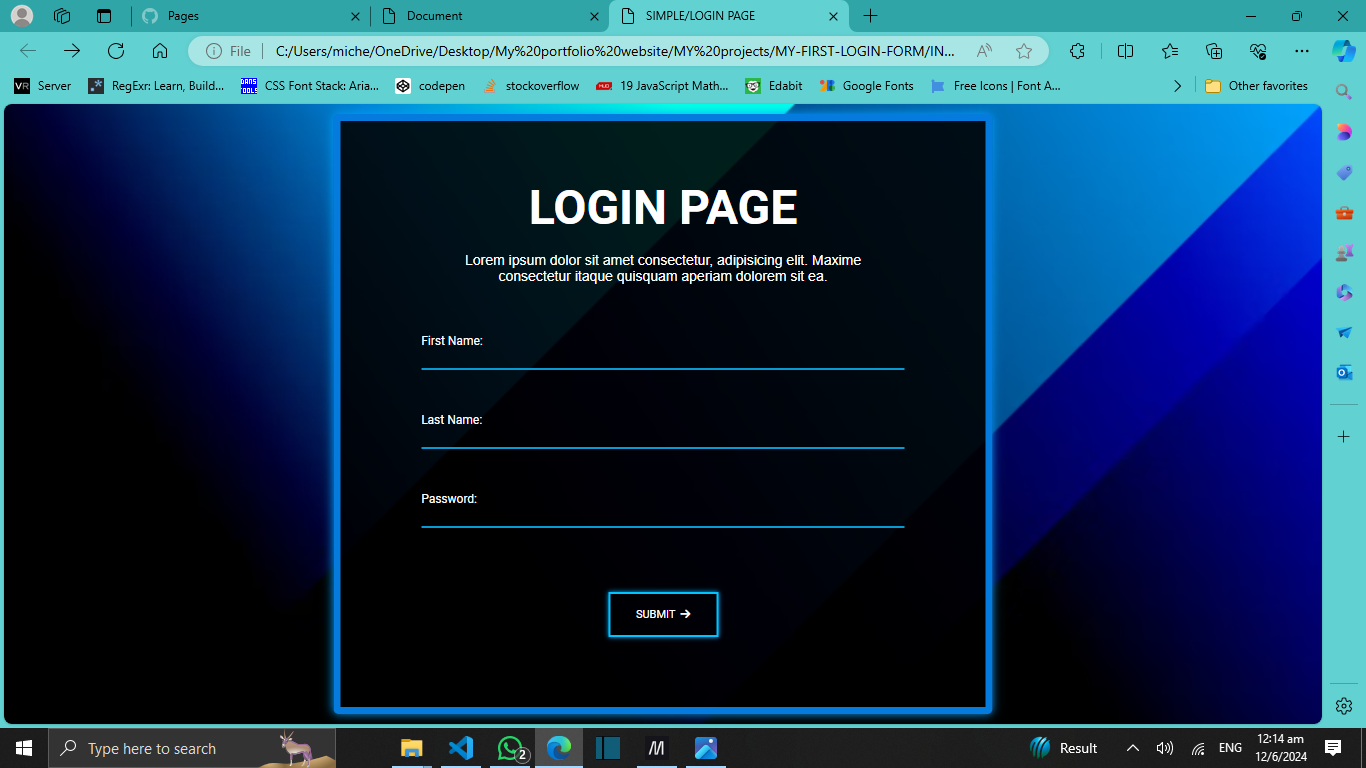 Pages
Document
SIMPLE/LOGIN PAGE
File
C:/Users/miche/OneDrive/Desktop/My%20portfolio%20website/MY%20projects/MY-FIRST-LOGIN-FORM/IN...
VR Server
RegExr: Learn, Build...
DANS TOOLS CSS Font Stack: Aria...
codepen
stockoverflow
19 JavaScript Math...
Edabit
Google Fonts
Free Icons | Font A...
Other favorites
LOGIN PAGE
Lorem ipsum dolor sit amet consectetur, adipisicing elit. Maxime
consectetur itaque quisquam aperiam dolorem sit ea.
First Name:
Last Name:
Password:
SUBMIT →
Type here to search
2
M
Result
ENG
12:14 am
12/6/2024